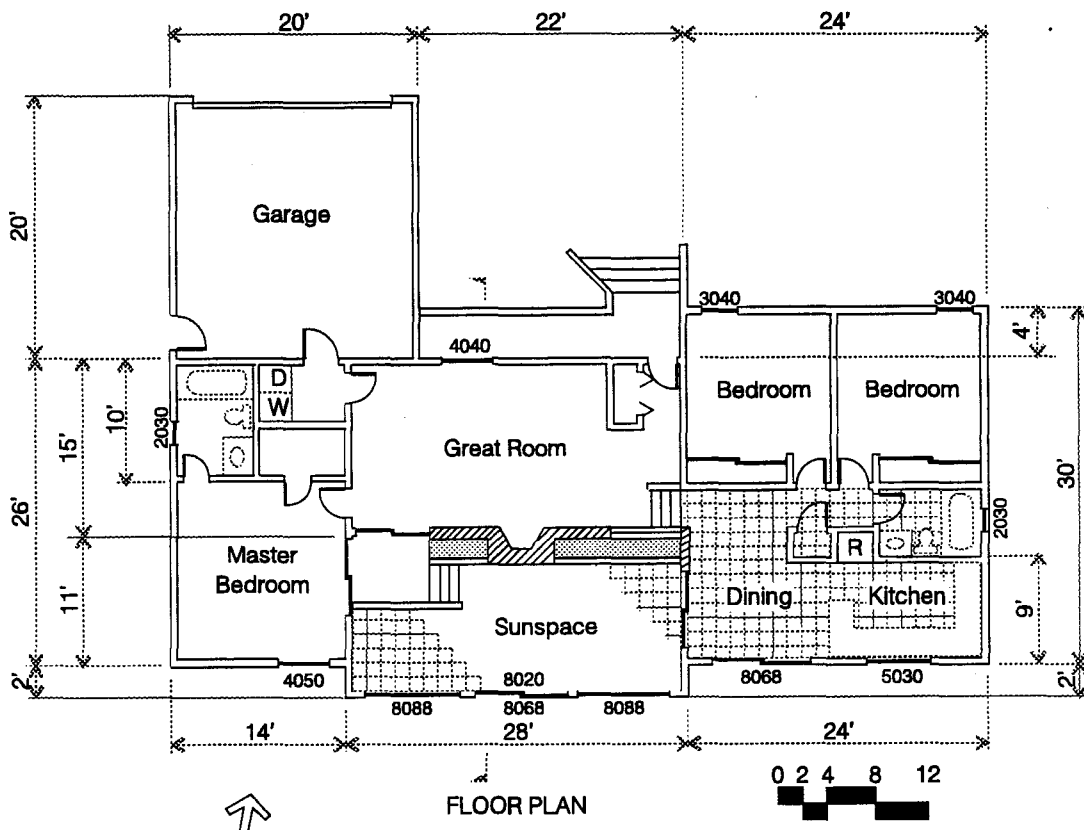 20' 22' 24'
Garage
20'
3040 3040
4'
4040
D
W
Bedroom Bedroom
10'
2030
15'
Great Room
30'
26'
2030
R
Master
Bedroom
11'
Dining Kitchen
9'
Sunspace
4050
8020
8068 5030
2'
8088 8068 8088
2'
14' 28' 24'
0 2 4 8 12
FLOOR PLAN